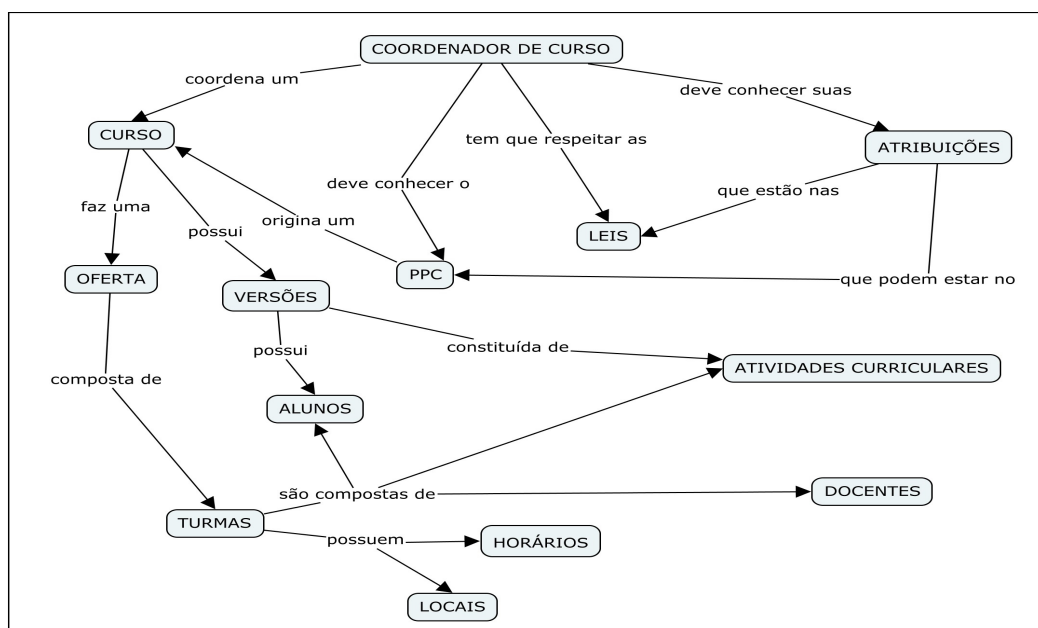 COORDENADOR DE CURSO
coordena um
deve conhecer suas
CURSO
tem que respeitar as
ATRIBUIÇÕES
deve conhecer o
que estão nas
faz uma
origina um
possui
LEIS
OFERTA
PPC
que podem estar no
VERSÕES
possui
constituída de
composta de
ATIVIDADES CURRICULARES
ALUNOS
são compostas de
DOCENTES
TURMAS
possuem
HORÁRIOS
LOCAIS